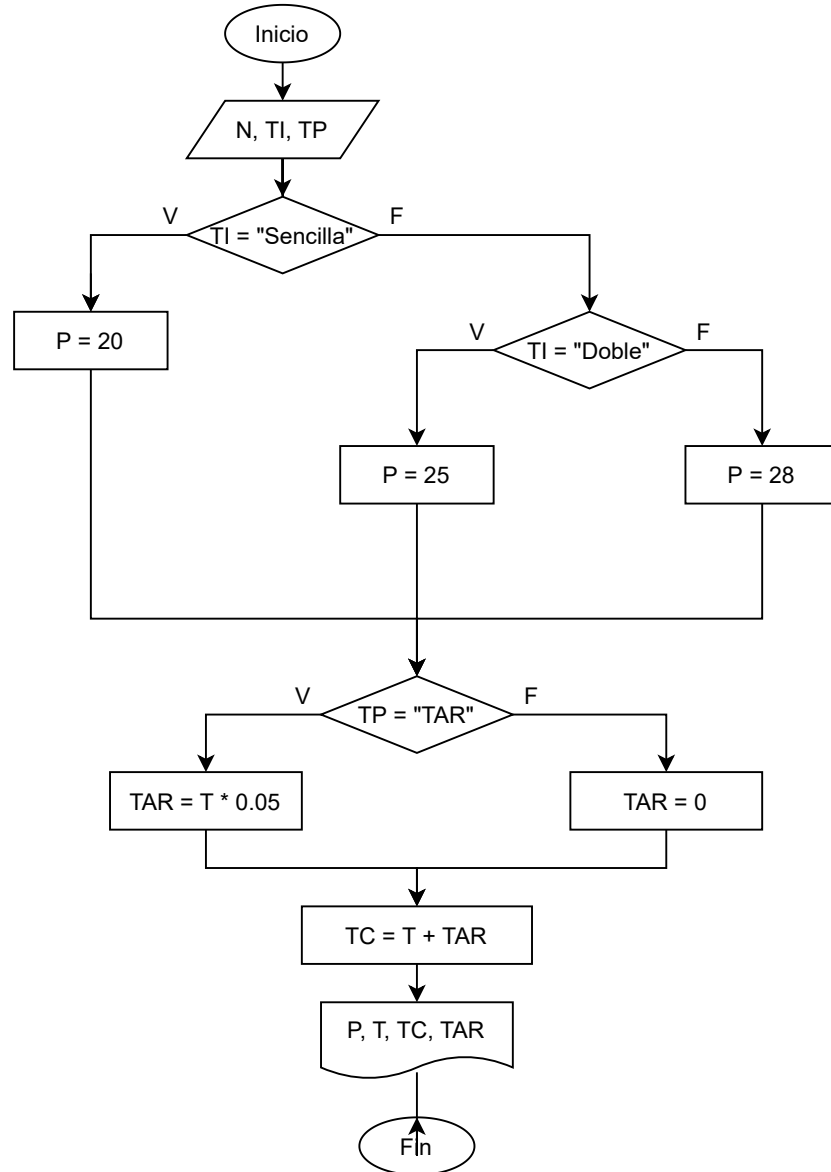 Inicio
N, TI, TP
V
F
TI = "Sencilla"
P = 20
V
F
TI = "Doble"
P = 25
P = 28
V
F
TP = "TAR"
TAR = T * 0.05
TAR = 0
TC = T + TAR
P, T, TC, TAR
Fin